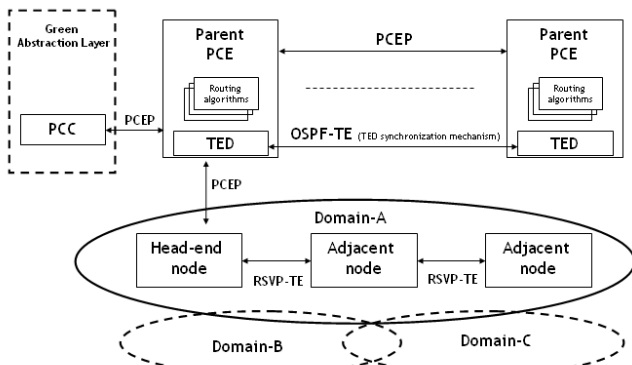 Green
Abstraction Layer
PCC
PCEP
Parent
PCE
Routing
algorithms
TED
PCEP
OSPF-TE (TED synchronization mechanism)
Parent
PCE
Routing
algorithms
TED
PCEP
Domain-A
Head-end
node
RSVP-TE
Adjacent
node
RSVP-TE
Adjacent
node
Domain-B
Domain-C